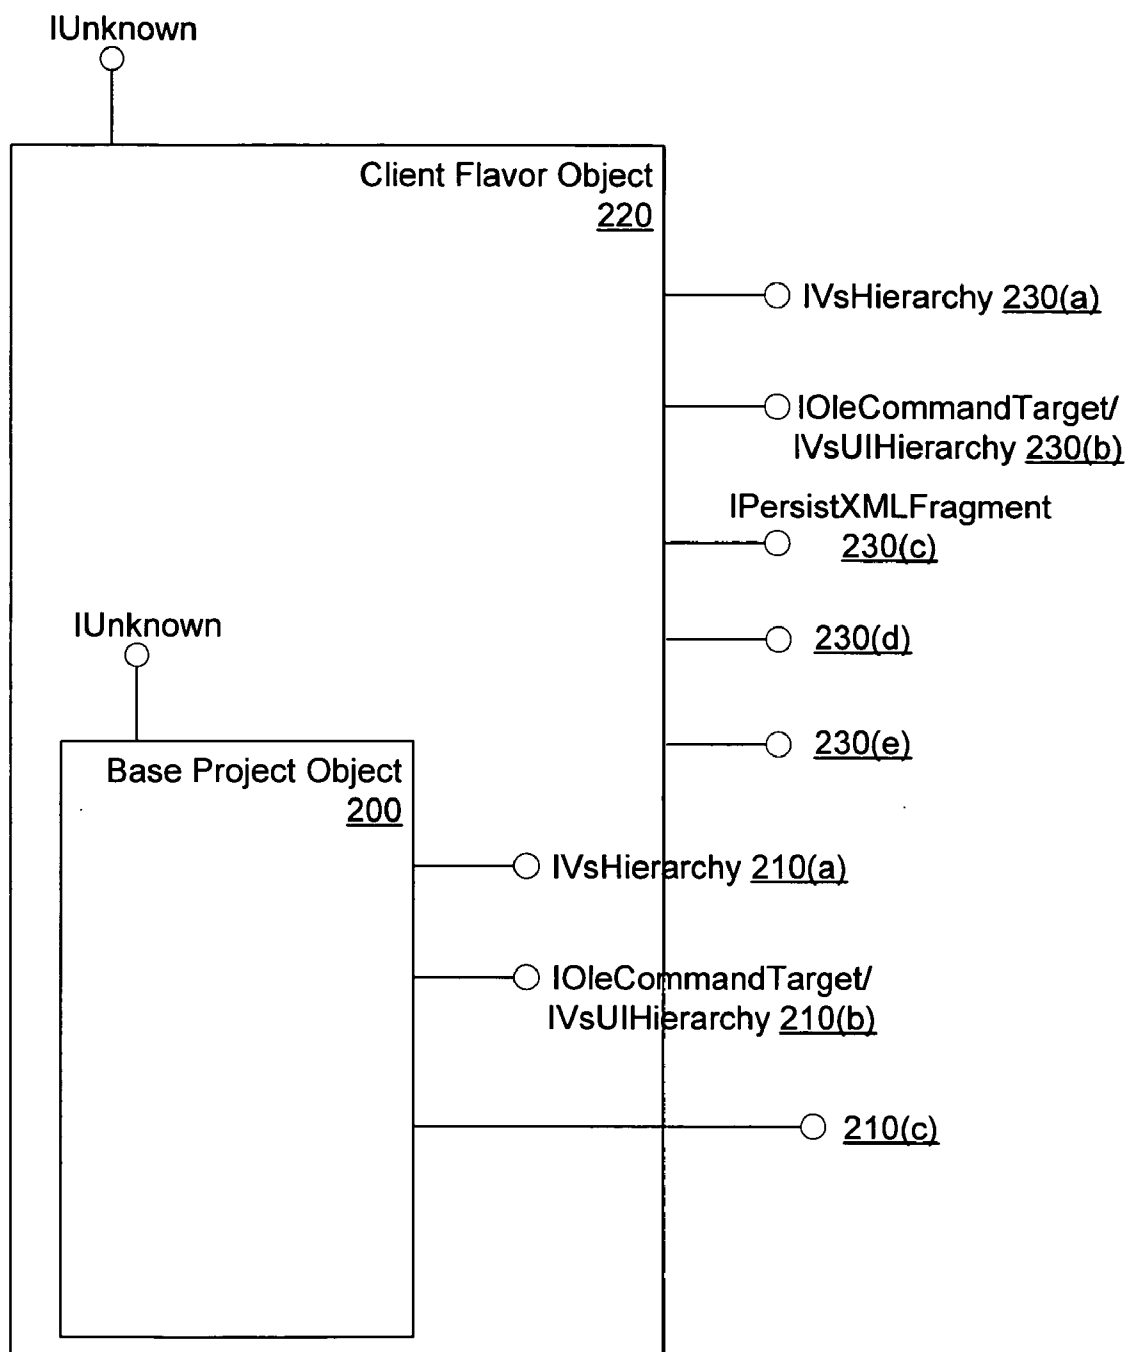 IUnknown
Client Flavor Object
220
IVsHierarchy 230(a)
IOleCommandTarget/
IVsUIHierarchy 230(b)
IPersistXMLFragment
230(c)
IUnknown
230(d)
230(e)
Base Project Object
200
IVsHierarchy 210(a)
IOleCommandTarget/
IVsUIHierarchy 210(b)
210(c)